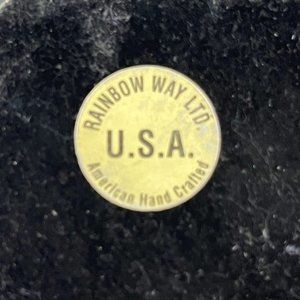 RAINBOW WAY LTD.
U.S.A.
American Hand Crafted